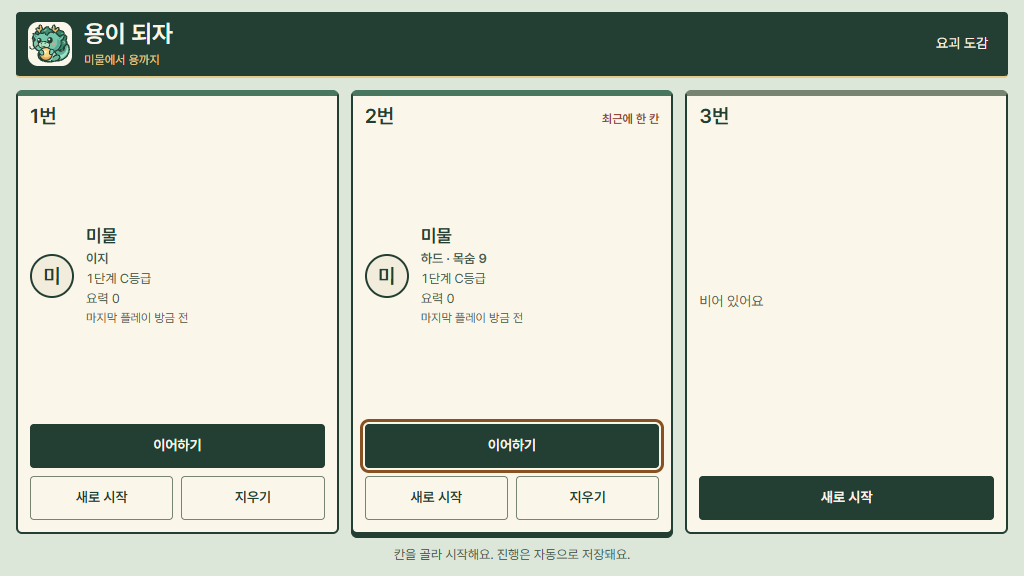 용이 되자
미물에서 용까지
요괴 도감
1번
미
미물
이지
1단계 C등급
요력 0
마지막 플레이 방금 전
이어하기
새로 시작
지우기
2번
최근에 한 칸
미
미물
하드 · 목숨 9
1단계 C등급
요력 0
마지막 플레이 방금 전
이어하기
새로 시작
지우기
3번
비어 있어요
새로 시작
칸을 골라 시작해요. 진행은 자동으로 저장돼요.